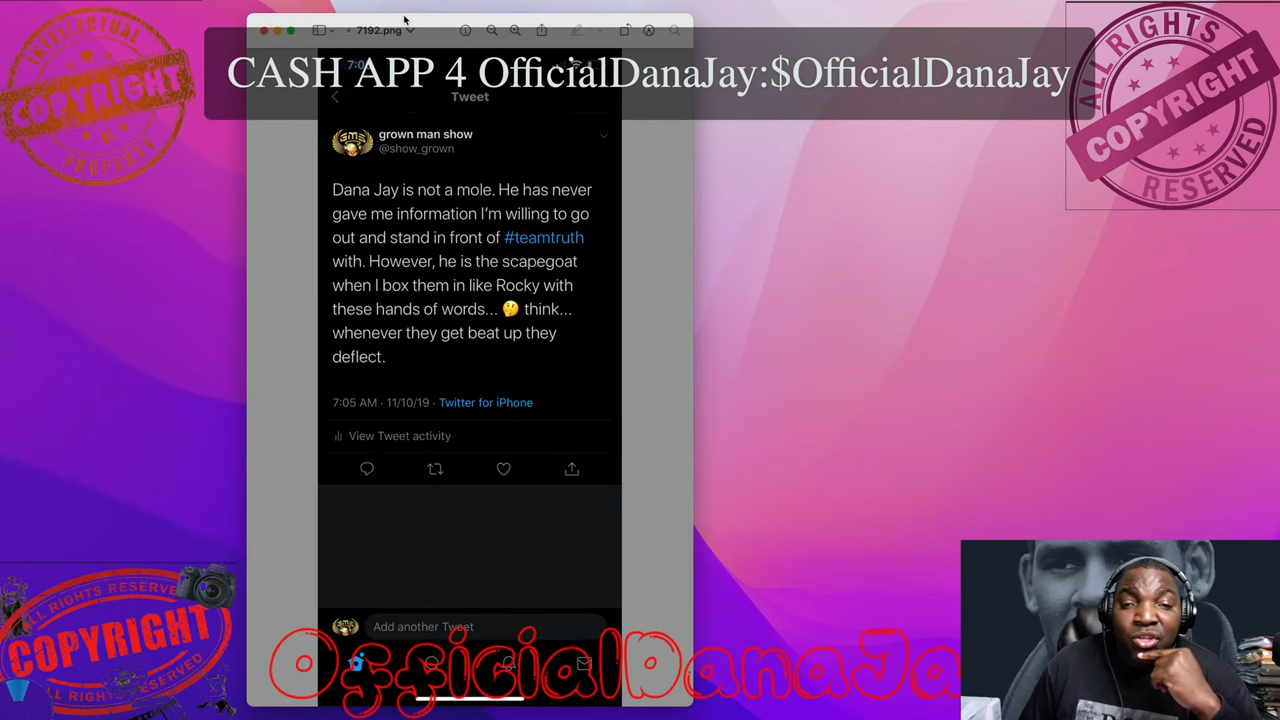 INTELLECTUAL
COPYRIGHT
PROPERTY
7192.png
CASH APP 4 OfficialDanaJay:$OfficialDanaJay
ALL RIGHTS
COPYRIGHT
RESERVED
Tweet
grown man show
@show_grown
Dana Jay is not a mole. He has never
gave me information I’m willing to go
out and stand in front of #teamtruth
with. However, he is the scapegoat
when I box them in like Rocky with
these hands of words... 🤔 think...
whenever they get beat up they
deflect.
7:05 AM · 11/10/19 · Twitter for iPhone
View Tweet activity
Add another Tweet
ALL RIGHTS RESERVED
COPYRIGHT
ALL RIGHTS RESERVED
OfficialDanaJa